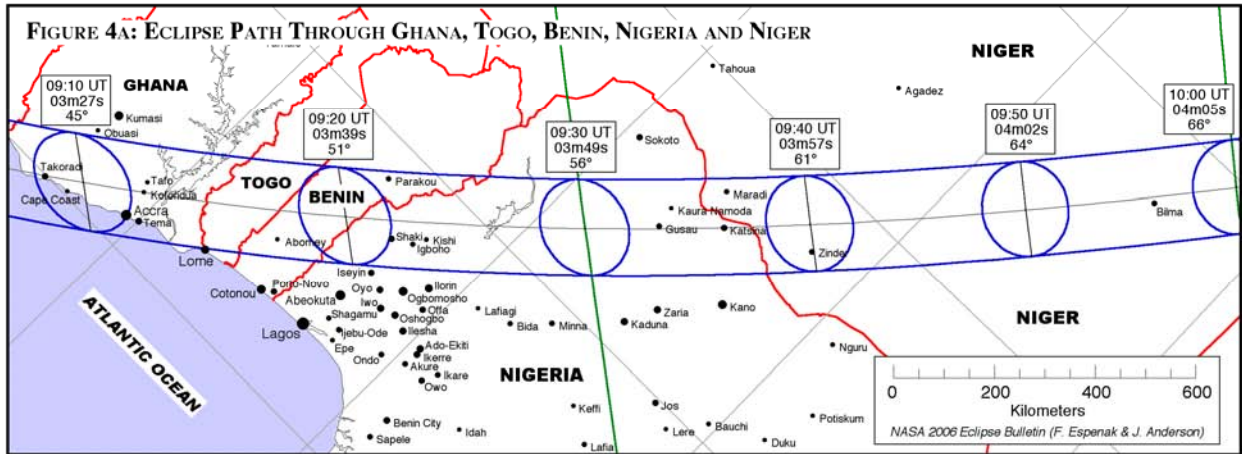 FIGURE 4A: ECLIPSE PATH THROUGH GHANA, TOGO, BENIN, NIGERIA AND NIGER
NIGER
Tahoua
Agadez
GHANA
09:10 UT
03m27s
45°
09:20 UT
03m39s
51°
09:30 UT
03m49s
56°
09:40 UT
03m57s
61°
09:50 UT
04m02s
64°
10:00 UT
04m05s
66°
Kumasi
Obuasi
Sokoto
Takoradi
Tafo
Koforidua
Cape Coast
Accra
Tema
TOGO
BENIN
Parakou
Maradi
Kaura-Namoda
Gusau
Katsina
Bilma
Abomey
Shaki
Kishi
Igboho
Zinder
Lome
Iseyin
Cotonou
Porto-Novo
Abeokuta
Oyo
Ilorin
Ogbomosho
Iwo
Offa
Shagamu
Oshogbo
Lagos
Ijebu-Ode
Ilesha
Epe
Ado-Ekiti
Ikerre
Ondo
Akure
Ikare
Owo
Lafiagi
Bida
Minna
Kaduna
Zaria
Kano
NIGER
Nguru
ATLANTIC OCEAN
NIGERIA
Benin City
Sapele
Idah
Keffi
Lafia
Jos
Lere
Bauchi
Duku
Potiskum
0 200 400 600
Kilometers
NASA 2006 Eclipse Bulletin (F. Espenak & J. Anderson)